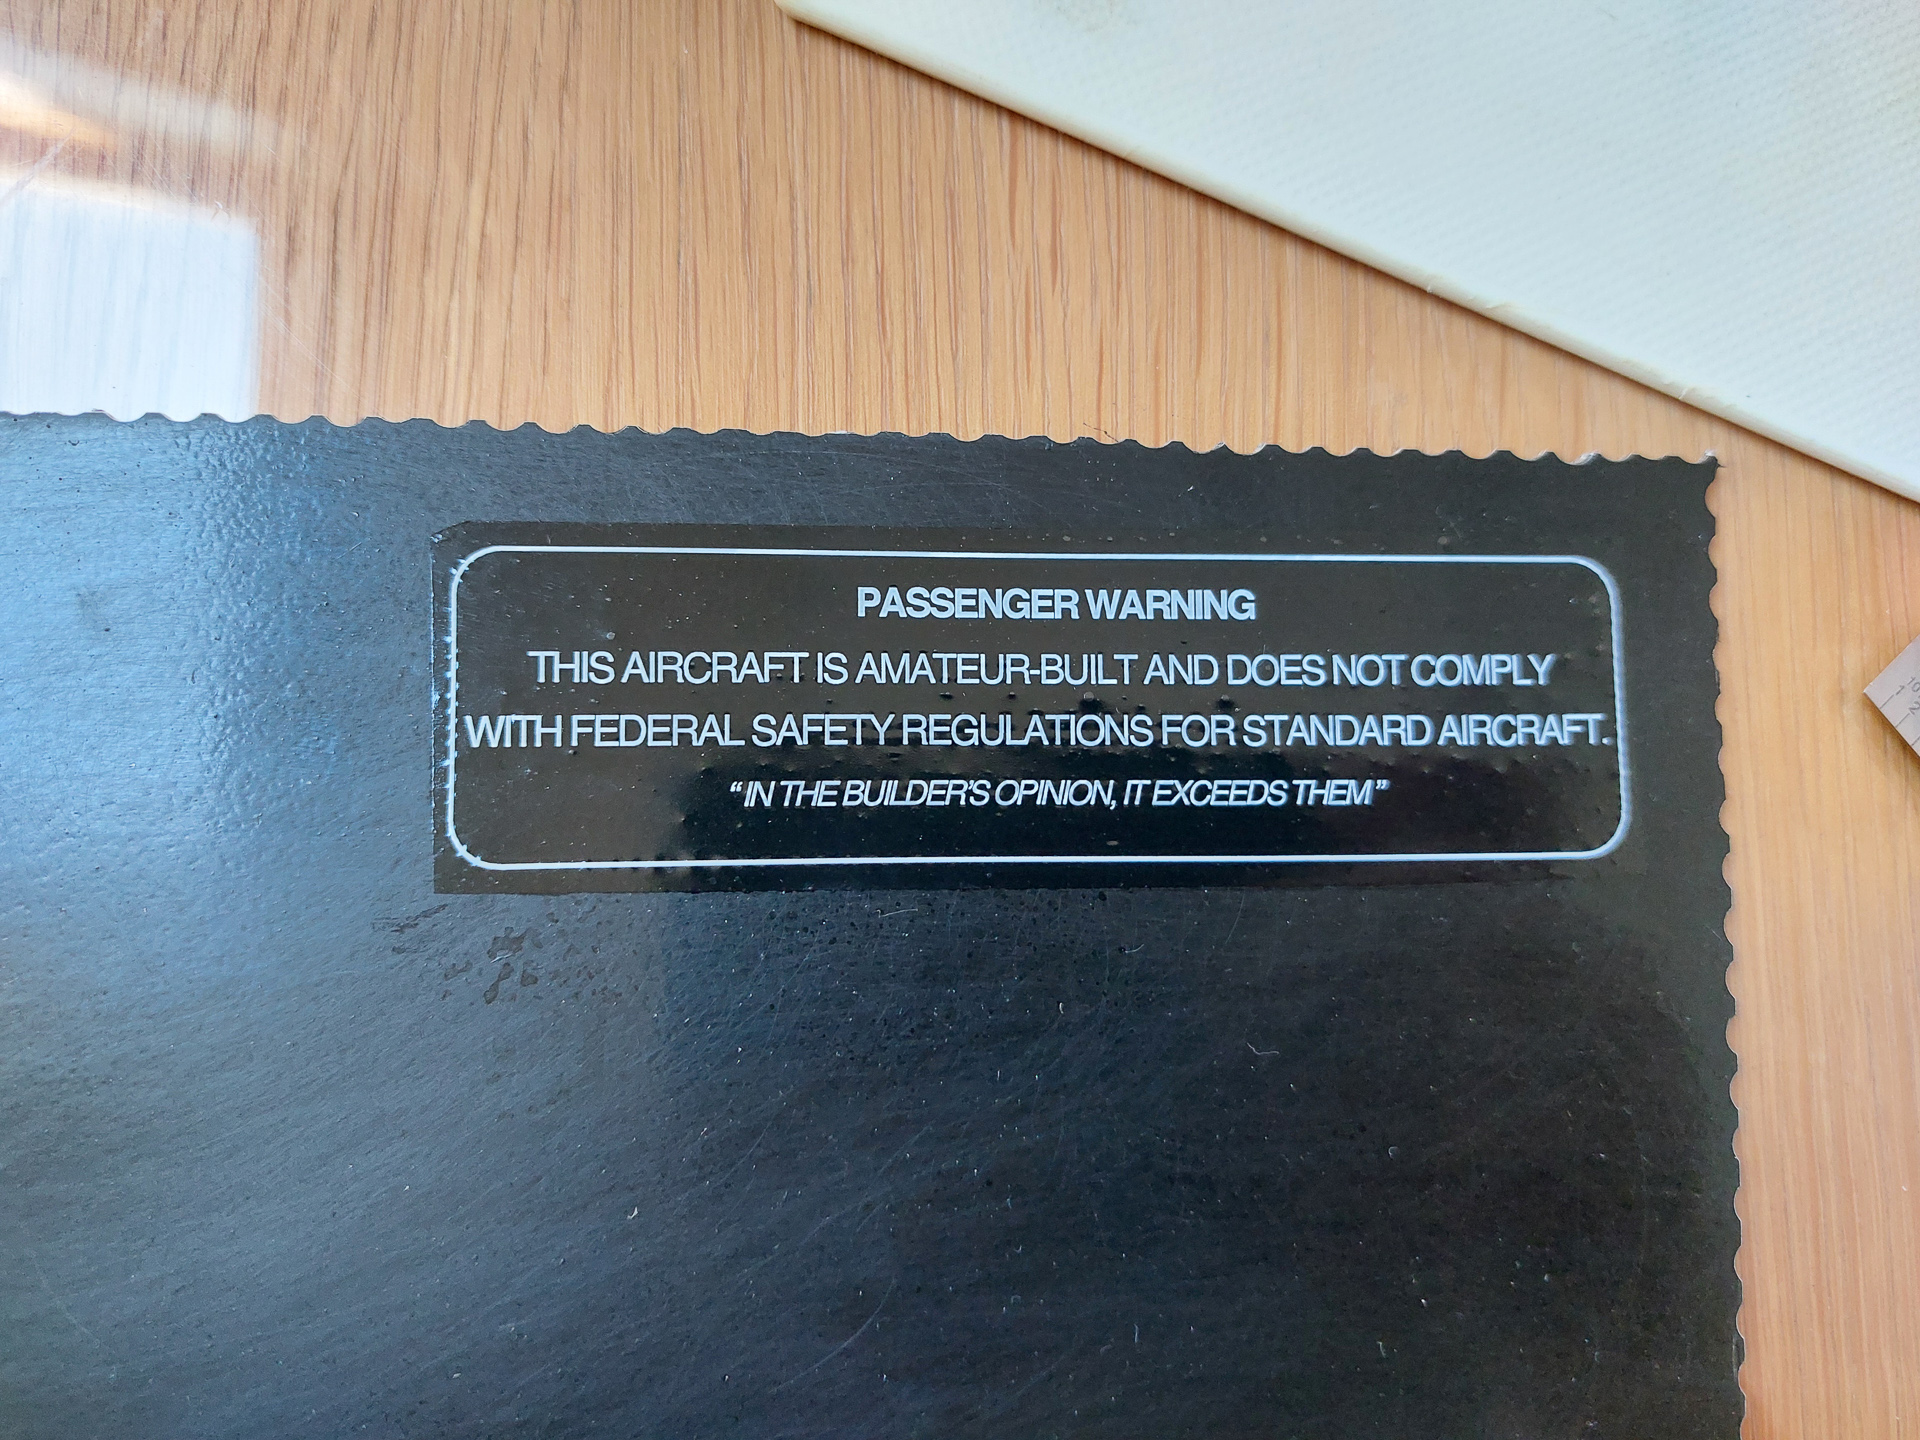 PASSENGER WARNING
THIS AIRCRAFT IS AMATEUR-BUILT AND DOES NOT COMPLY
WITH FEDERAL SAFETY REGULATIONS FOR STANDARD AIRCRAFT.
“IN THE BUILDER'S OPINION, IT EXCEEDS THEM”